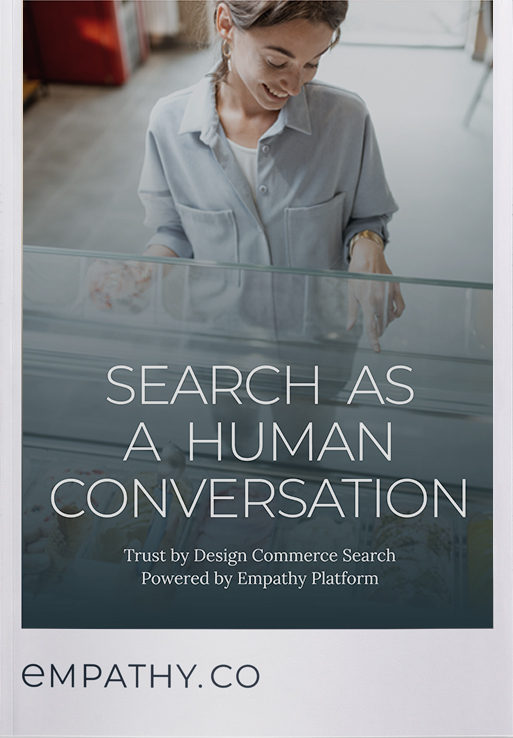 SEARCH AS
A HUMAN
CONVERSATION
Trust by Design Commerce Search
Powered by Empathy Platform
eMPATHY.CO